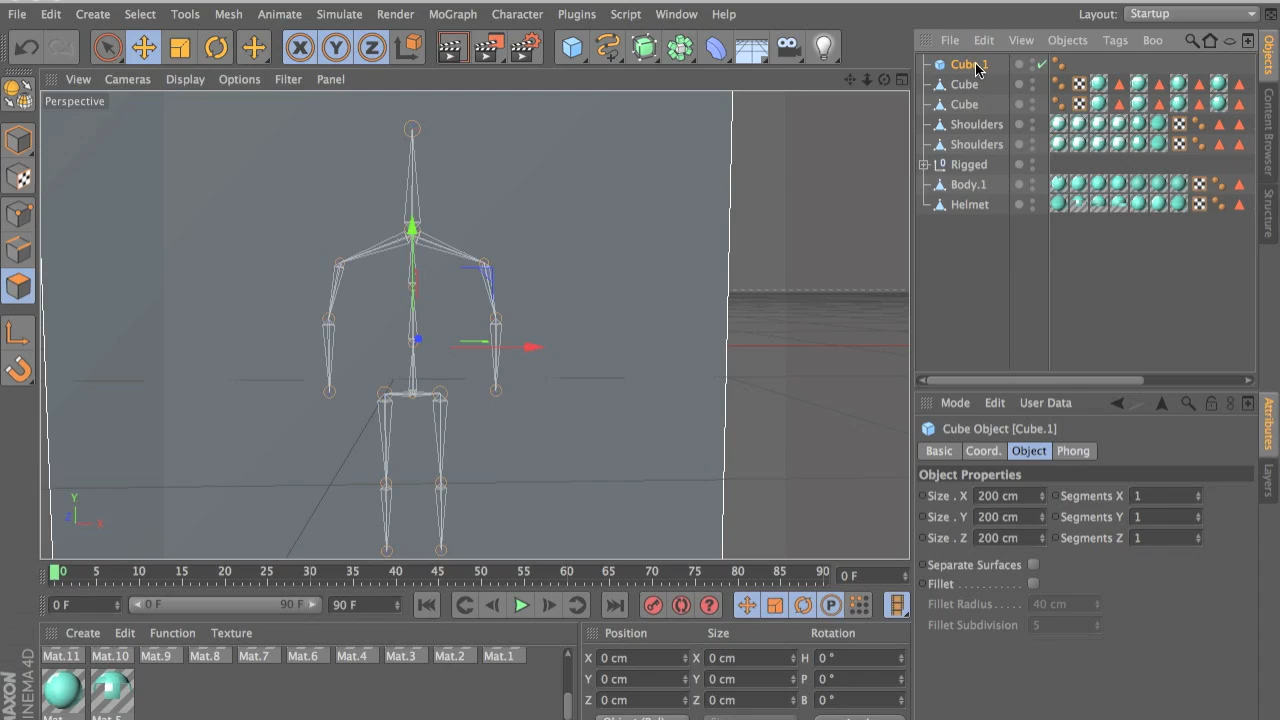 File Edit Create Select Tools Mesh Animate Simulate Render MoGraph Character Plugins Script Window Help Layout: Startup
View Cameras Display Options Filter Panel
Perspective
Y
Z X
0 5 10 15 20 25 30 35 40 45 50 55 60 65 70 75 80 85 90 0 F
0 F 0 F 90 F 90 F
Create Edit Function Texture
Mat.11 Mat.10 Mat.9 Mat.8 Mat.7 Mat.6 Mat.4 Mat.3 Mat.2 Mat.1
MAXON
CINEMA 4D
Position Size Rotation
X 0 cm X 0 cm H 0 °
Y 0 cm Y 0 cm P 0 °
Z 0 cm Z 0 cm B 0 °
File Edit View Objects Tags Boo
Cube.1
Cube
Cube
Shoulders
Shoulders
Rigged
Body.1
Helmet
Objects
Content Browser
Structure
Mode Edit User Data
Cube Object [Cube.1]
Basic Coord. Object Phong
Object Properties
Size . X 200 cm Segments X 1
Size . Y 200 cm Segments Y 1
Size . Z 200 cm Segments Z 1
Separate Surfaces
Fillet . . . . . . . . . . .
Fillet Radius . . . . . 40 cm
Fillet Subdivision 5
Attributes
Layers